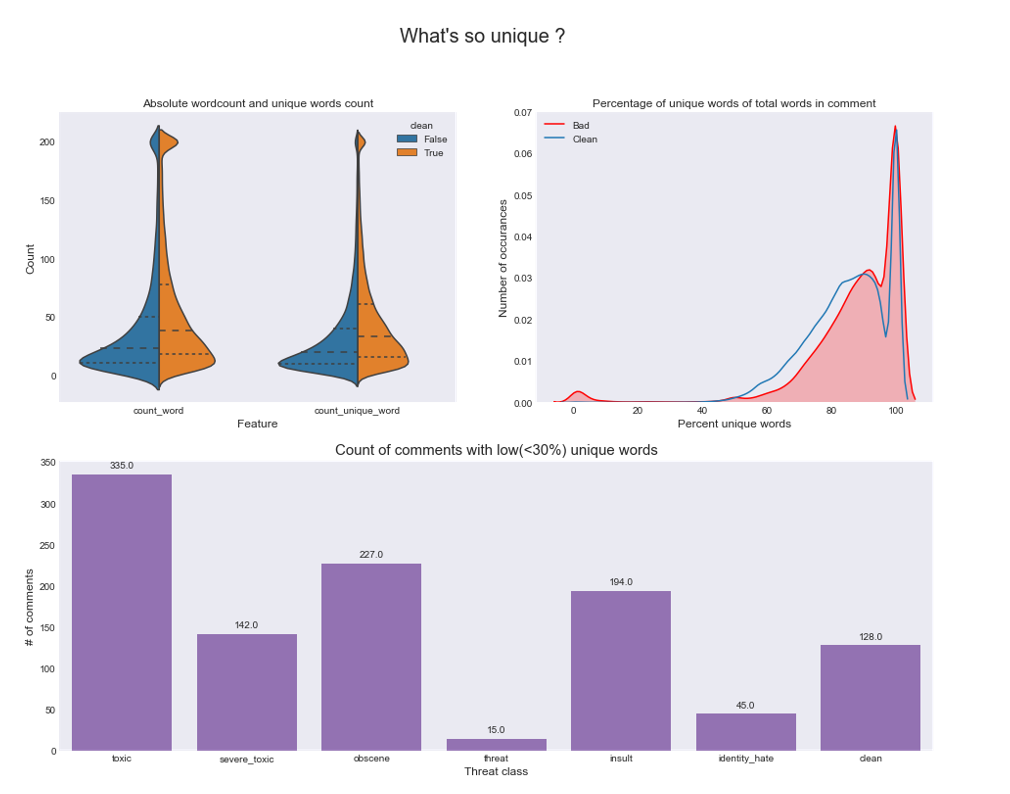 What's so unique ?
Absolute wordcount and unique words count
Count
200
150
100
50
0
clean
False
True
count_word
count_unique_word
Feature
Percentage of unique words of total words in comment
Number of occurances
0.07
0.06
0.05
0.04
0.03
0.02
0.01
0.00
Bad
Clean
0 20 40 60 80 100
Percent unique words
Count of comments with low(<30%) unique words
# of comments
350
300
250
200
150
100
50
0
335.0
142.0
227.0
15.0
194.0
45.0
128.0
toxic severe_toxic obscene threat insult identity_hate clean
Threat class